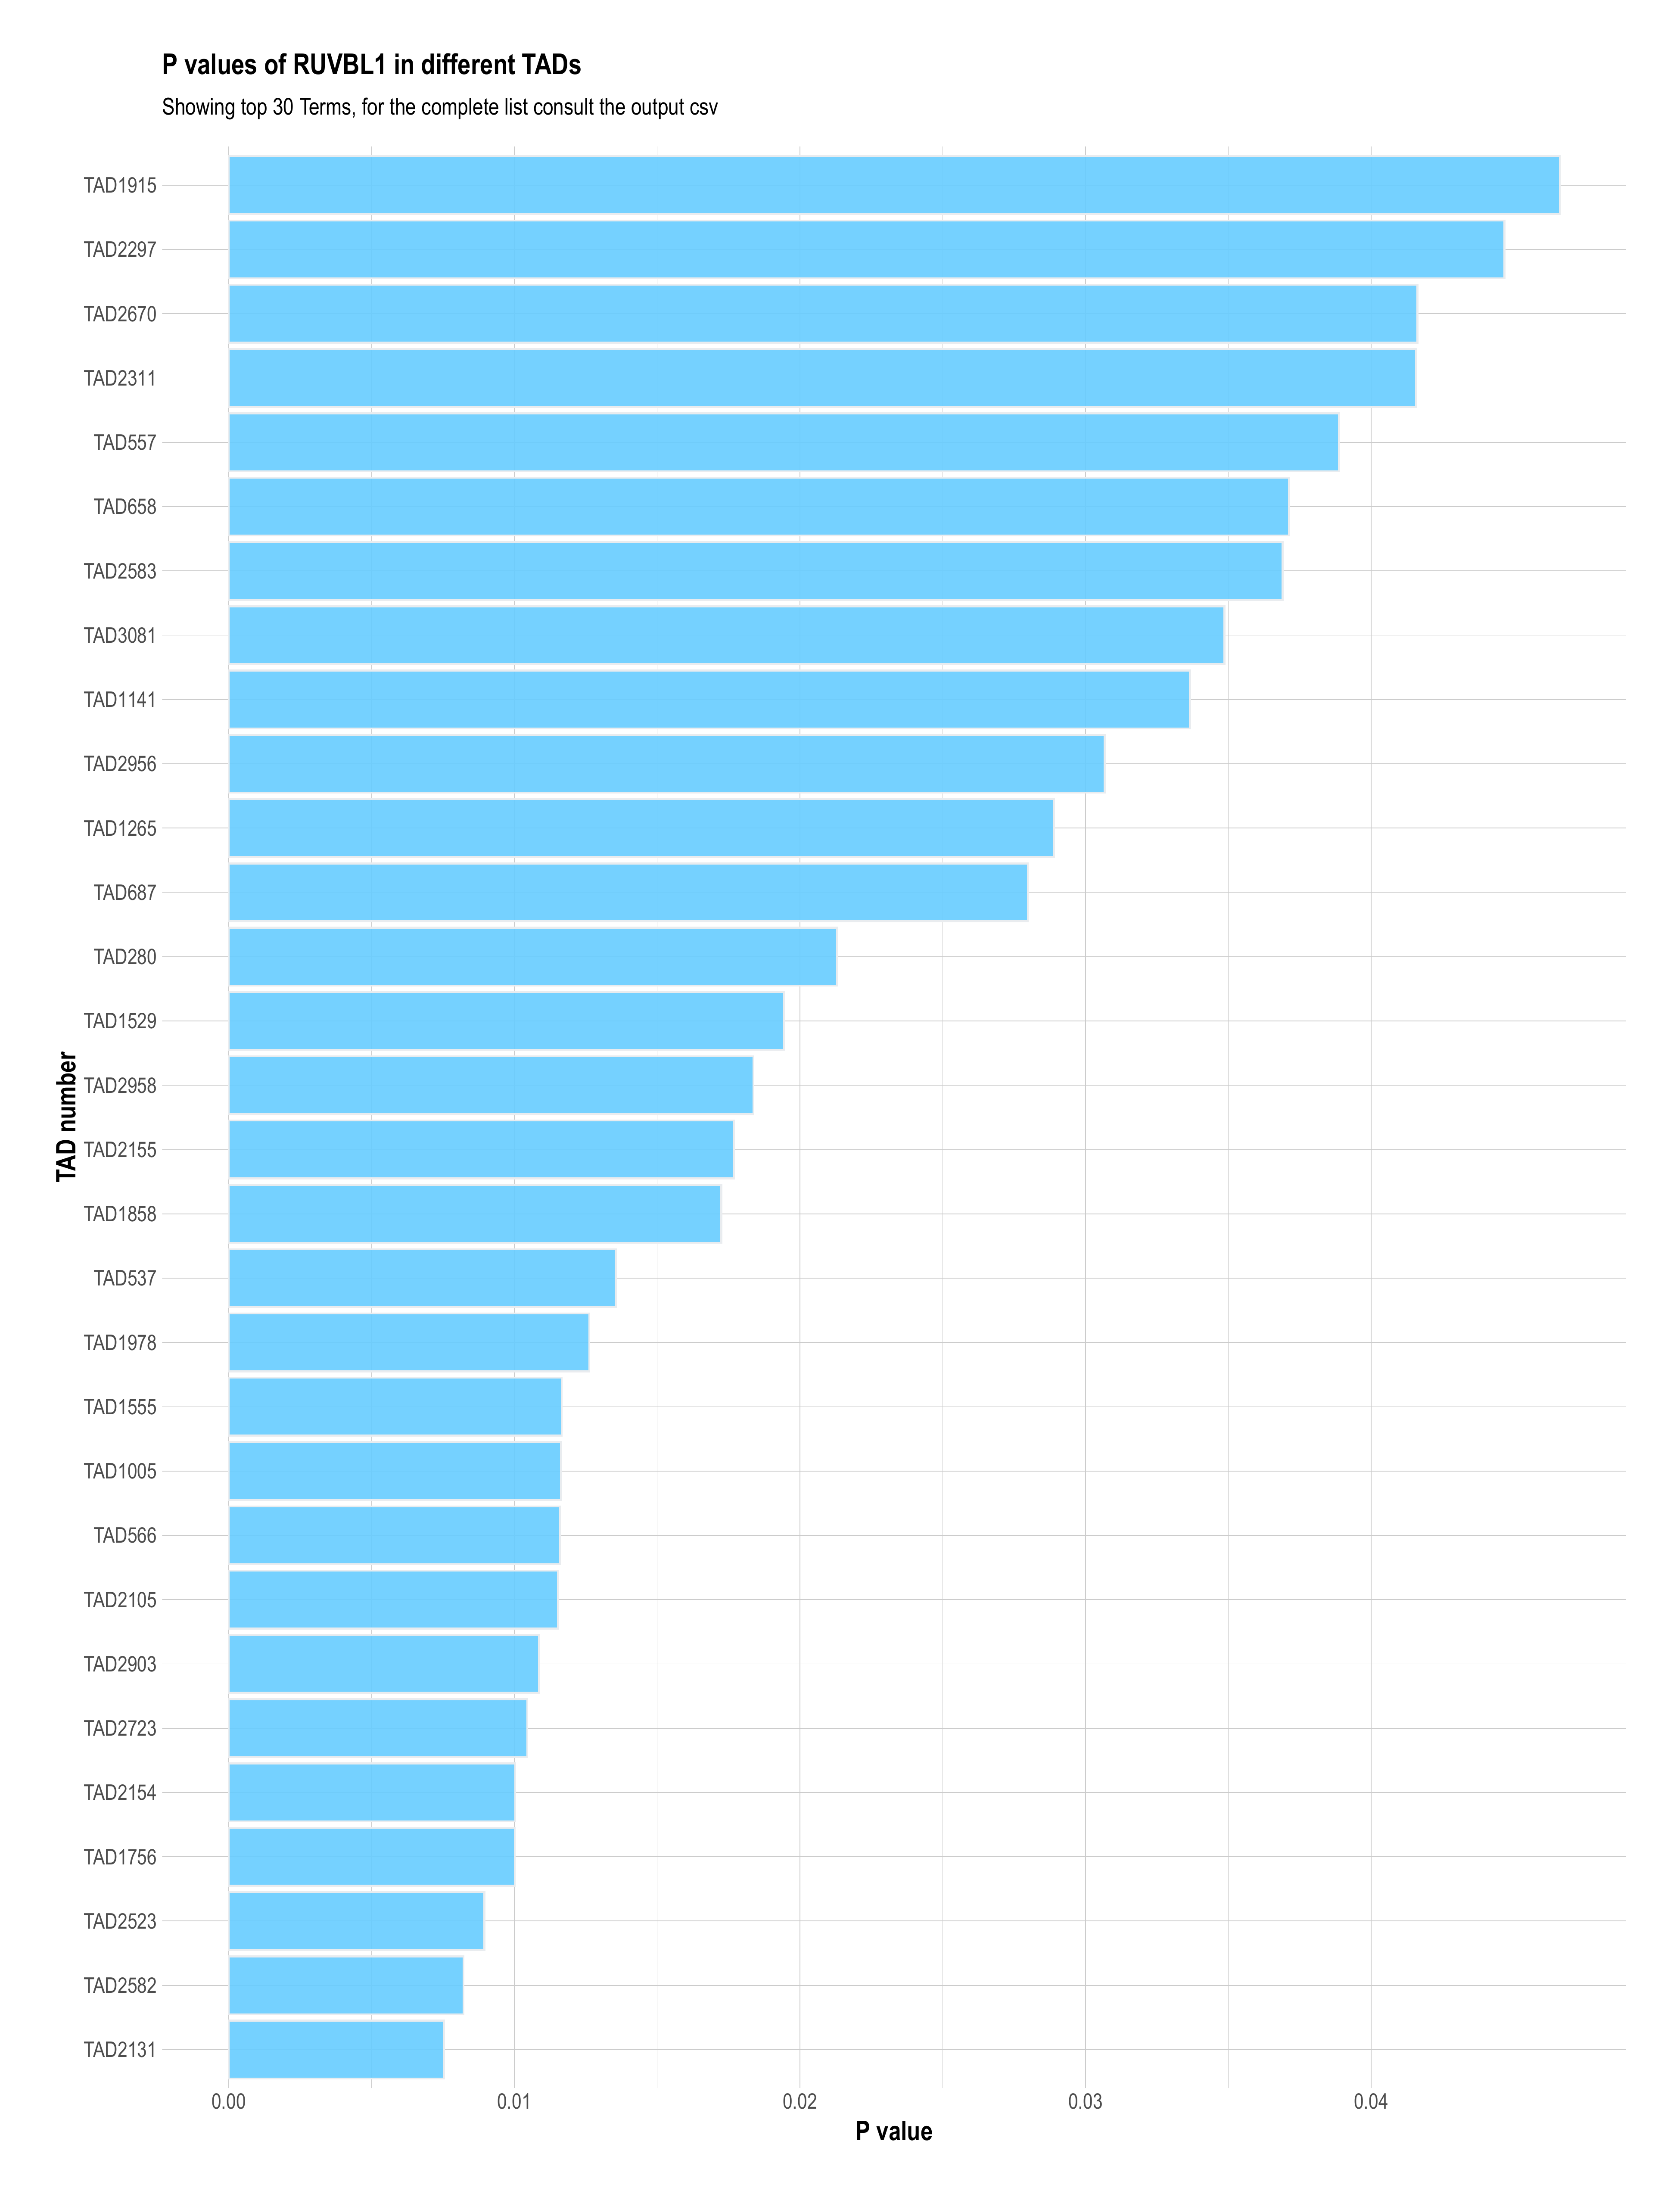 P values of RUVBL1 in different TADs
Showing top 30 Terms, for the complete list consult the output csv
TAD1915
TAD2297
TAD2670
TAD2311
TAD557
TAD658
TAD2583
TAD3081
TAD1141
TAD2956
TAD1265
TAD687
TAD280
TAD1529
TAD2958
TAD2155
TAD1858
TAD537
TAD1978
TAD1555
TAD1005
TAD566
TAD2105
TAD2903
TAD2723
TAD2154
TAD1756
TAD2523
TAD2582
TAD2131
TAD number
0.00 0.01 0.02 0.03 0.04
P value